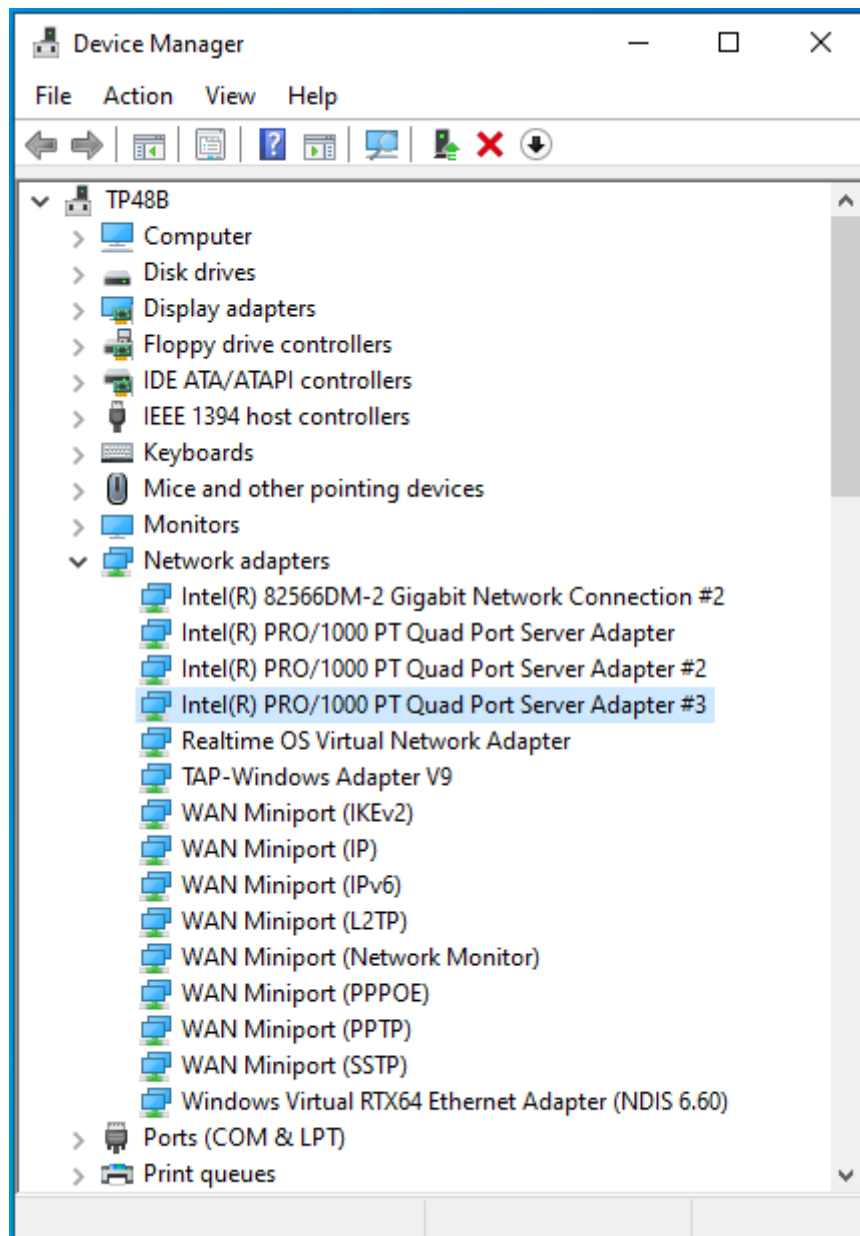 Device Manager
File Action View Help
TP48B
Computer
Disk drives
Display adapters
Floppy drive controllers
IDE ATA/ATAPI controllers
IEEE 1394 host controllers
Keyboards
Mice and other pointing devices
Monitors
Network adapters
Intel(R) 82566DM-2 Gigabit Network Connection #2
Intel(R) PRO/1000 PT Quad Port Server Adapter
Intel(R) PRO/1000 PT Quad Port Server Adapter #2
Intel(R) PRO/1000 PT Quad Port Server Adapter #3
Realtime OS Virtual Network Adapter
TAP-Windows Adapter V9
WAN Miniport (IKEv2)
WAN Miniport (IP)
WAN Miniport (IPv6)
WAN Miniport (L2TP)
WAN Miniport (Network Monitor)
WAN Miniport (PPPOE)
WAN Miniport (PPTP)
WAN Miniport (SSTP)
Windows Virtual RTX64 Ethernet Adapter (NDIS 6.60)
Ports (COM & LPT)
Print queues